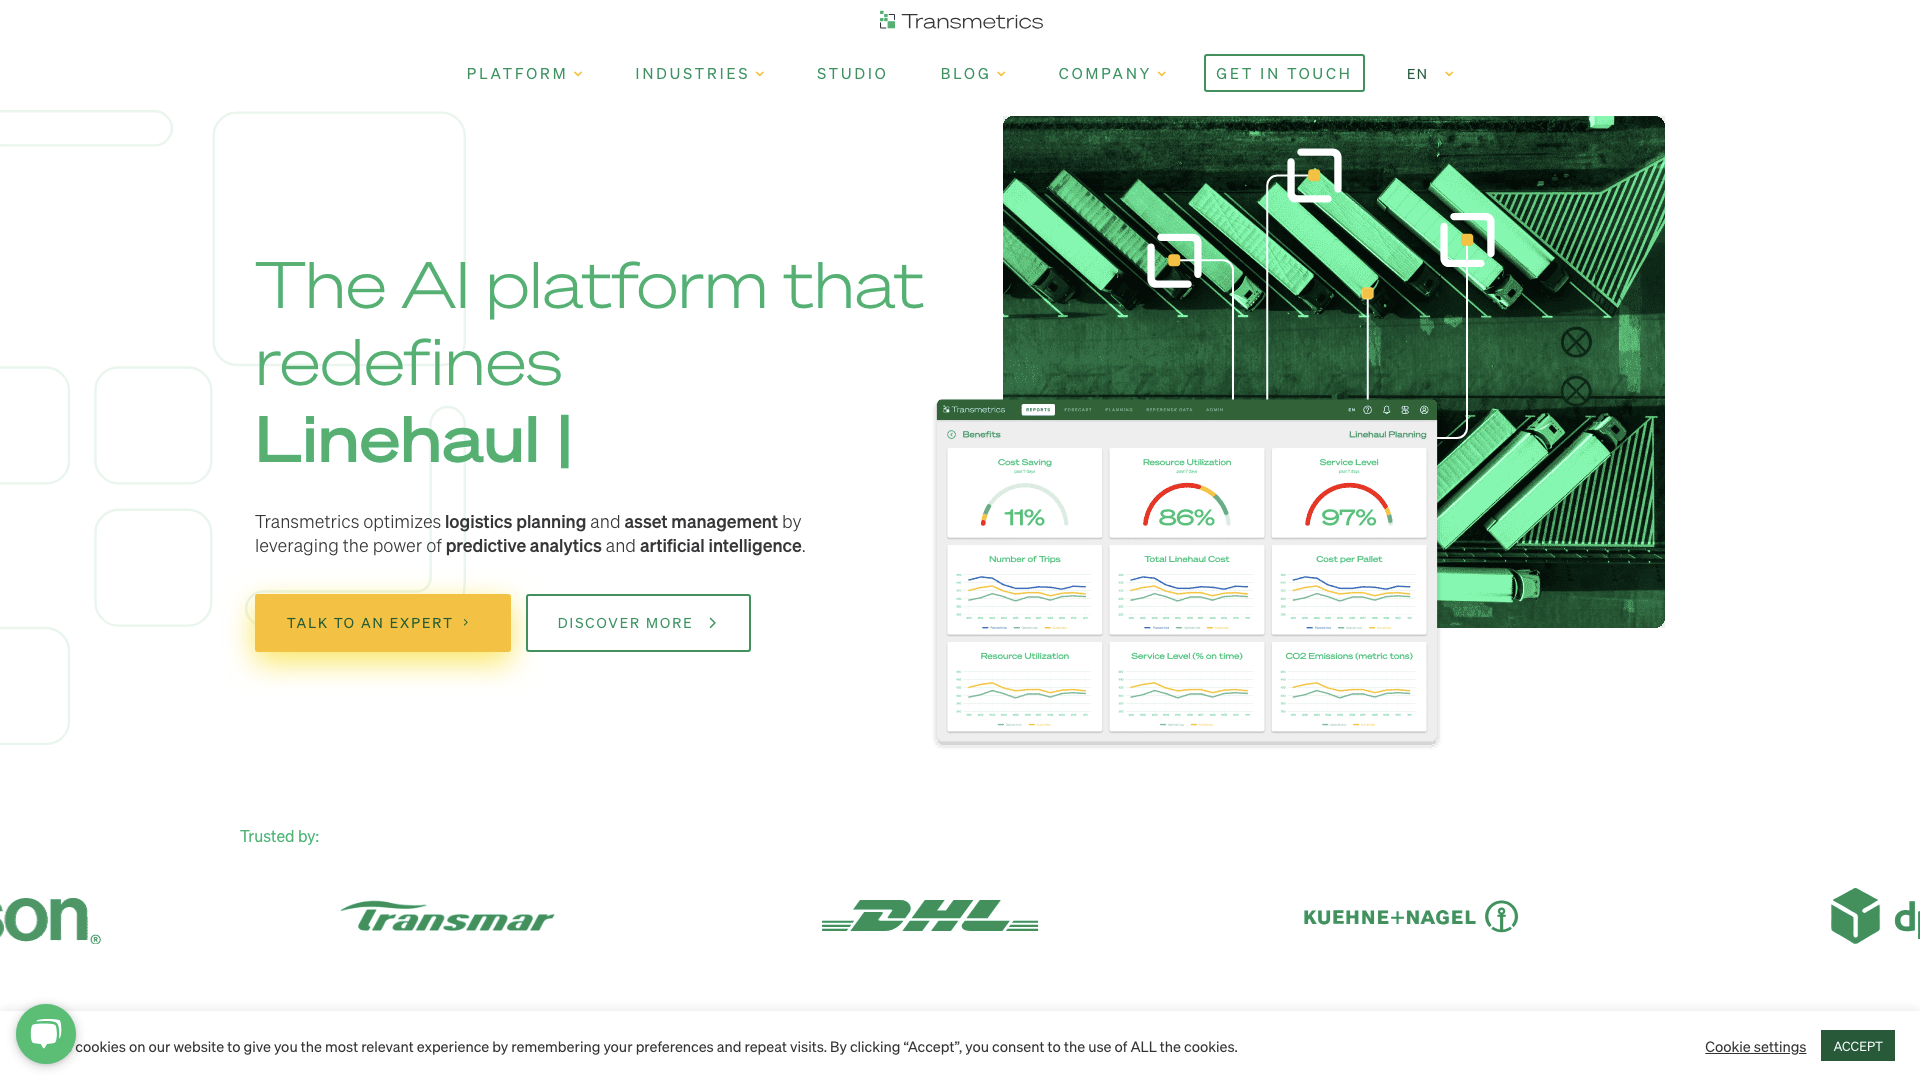 Transmetrics
PLATFORM
INDUSTRIES
STUDIO
BLOG
COMPANY
GET IN TOUCH
EN
The AI platform that
redefines
Linehaul |
Transmetrics optimizes logistics planning and asset management by
leveraging the power of predictive analytics and artificial intelligence.
TALK TO AN EXPERT
DISCOVER MORE
Transmetrics
REPORTS
FORECAST
PLANNING
REFERENCE DATA
ADMIN
EN
Benefits
Linehaul Planning
Cost Saving
Resource Utilization
Service Level
11%
86%
97%
Number of Trips
Total Linehaul Cost
Cost per Pallet
Resource Utilization
Service Level (% on time)
CO2 Emissions (metric tons)
Trusted by:
son®
Transmar
DHL
KUEHNE+NAGEL
dp
cookies on our website to give you the most relevant experience by remembering your preferences and repeat visits. By clicking “Accept”, you consent to the use of ALL the cookies.
Cookie settings
ACCEPT